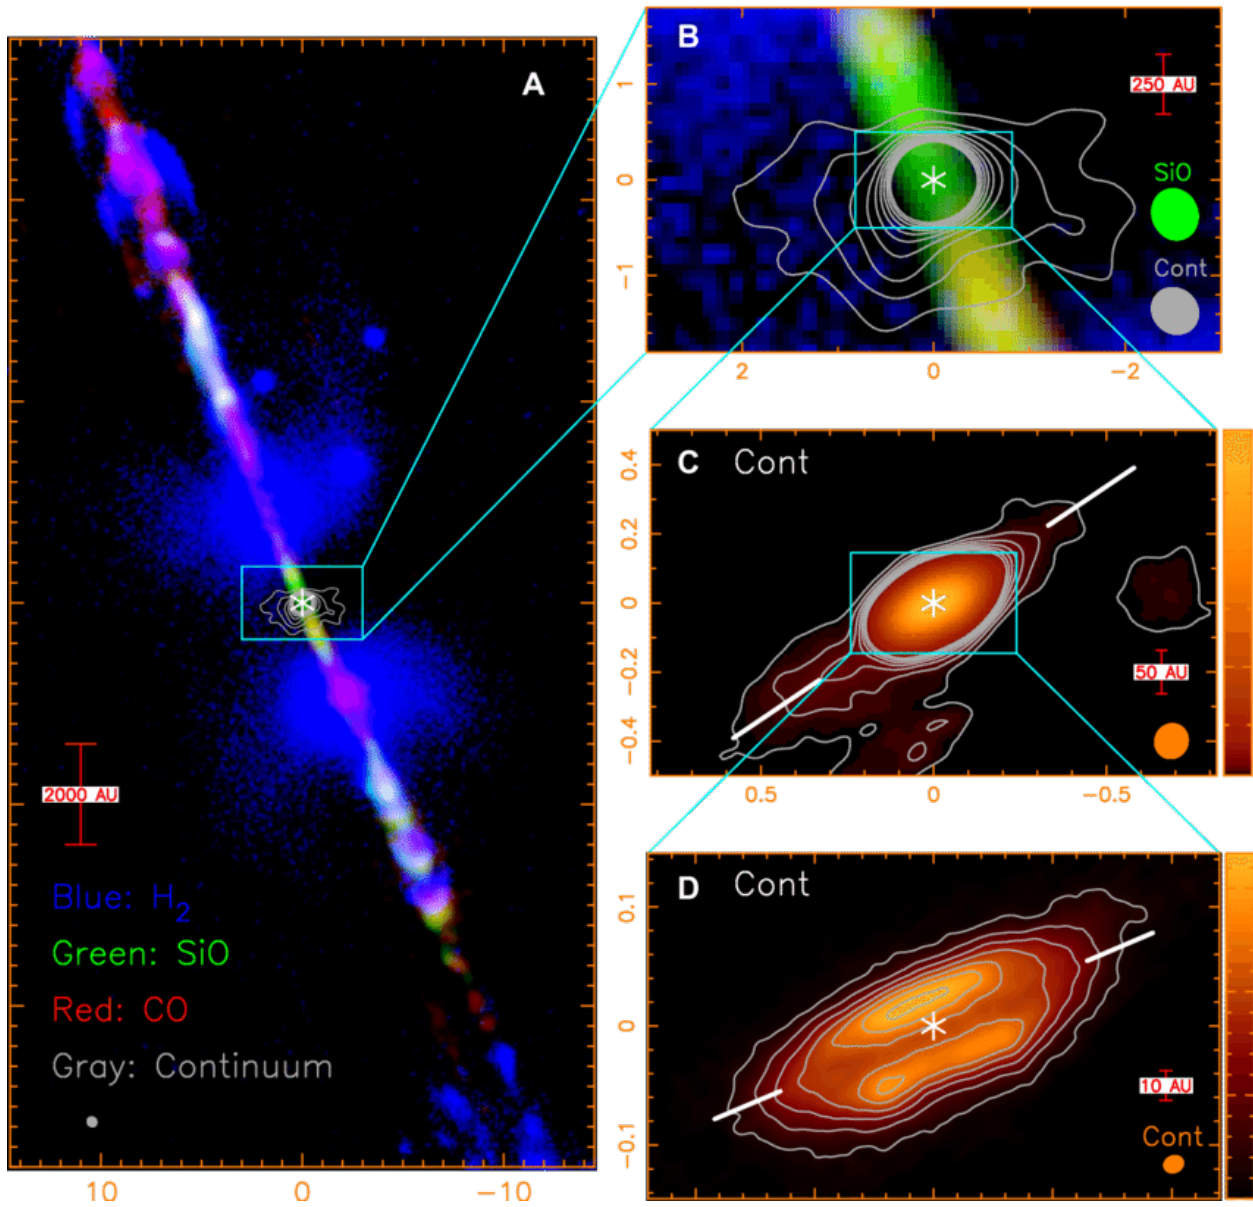 A
2000 AU
Blue: H2
Green: SiO
Red: CO
Gray: Continuum
10 0 -10
B
250 AU
SiO
Cont
1
0
-1
2 0 -2
C Cont
0.4
0.2
0
-0.2
-0.4
50 AU
0.5 0 -0.5
D Cont
0.1
0
-0.1
10 AU
Cont